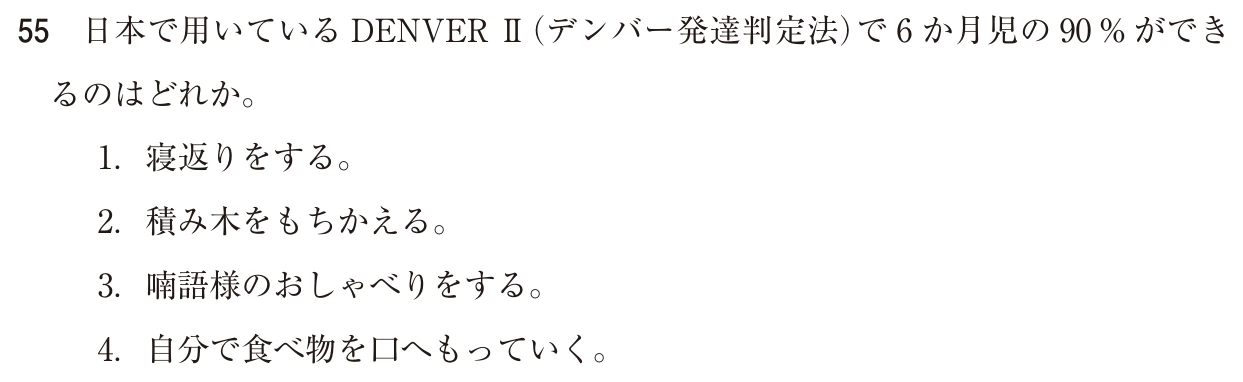 55 日本で用いている DENVER Ⅱ(デンバー発達判定法)で 6 か月児の 90 % ができ
るのはどれか。
1. 寝返りをする。
2. 積み木をもちかえる。
3. 喃語様のおしゃべりをする。
4. 自分で食べ物を口へもっていく。